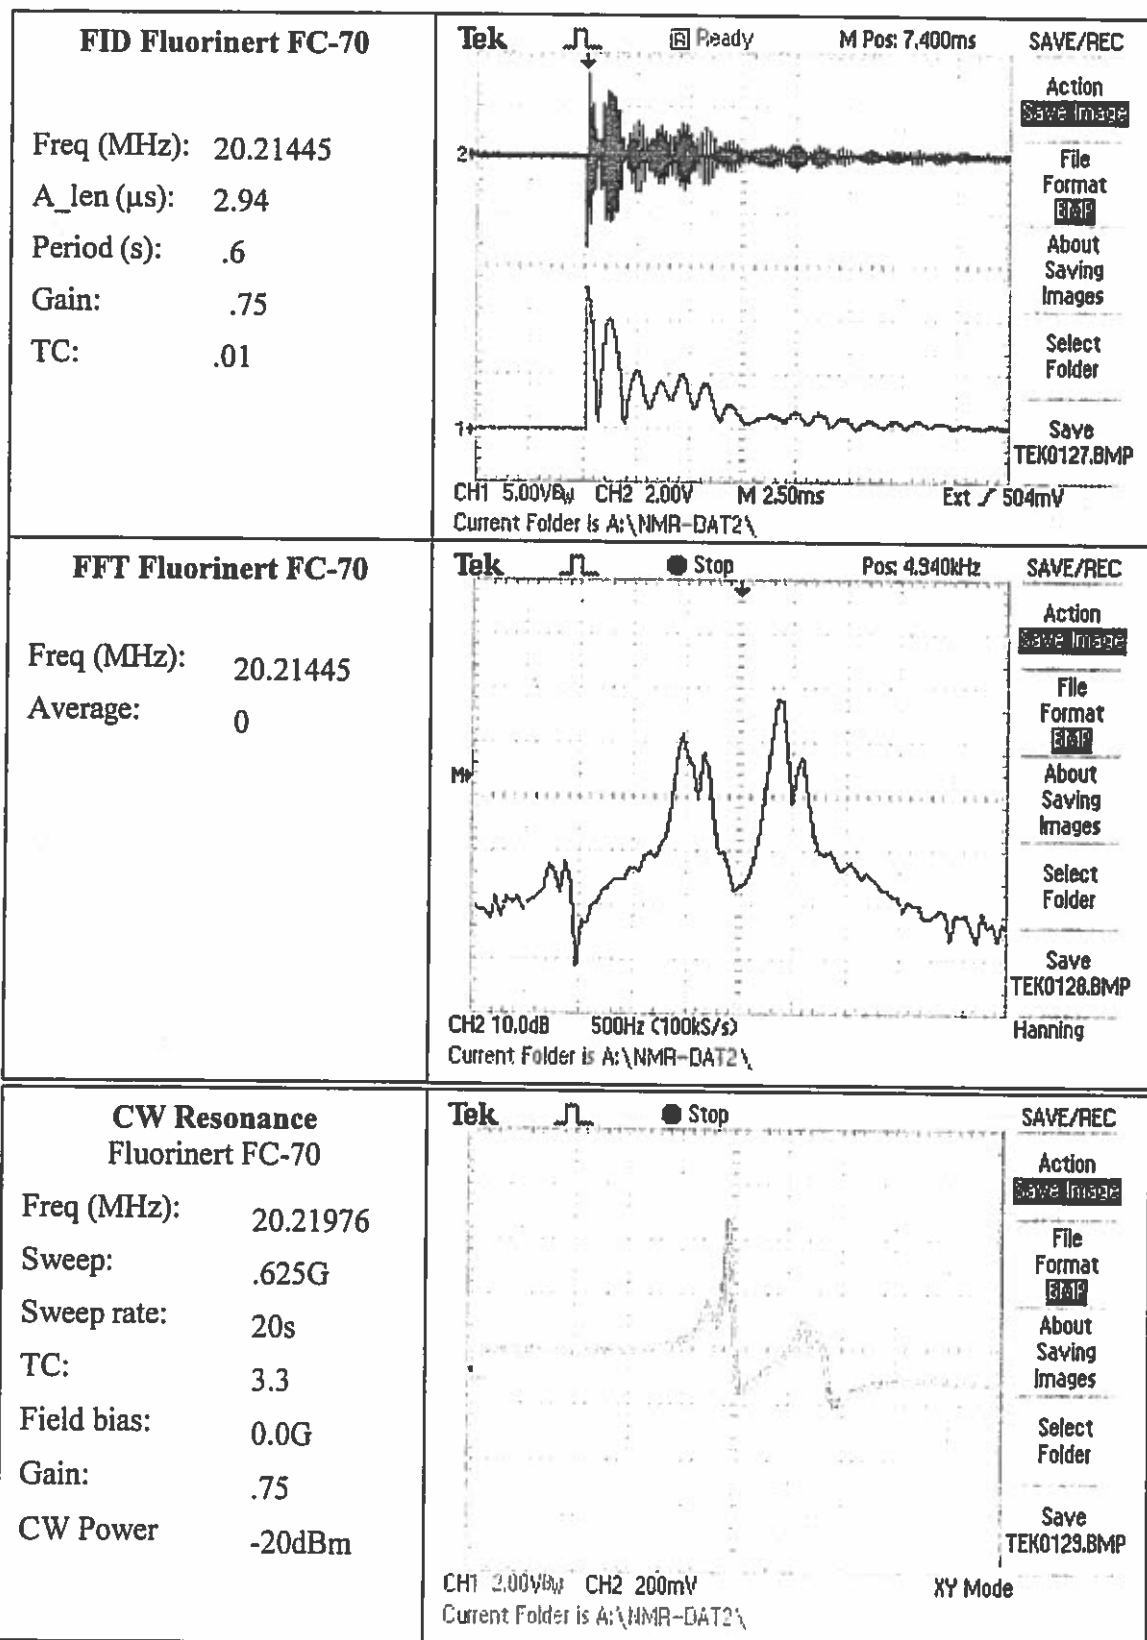 FID Fluorinert FC-70
Freq (MHz): 20.21445
A_len (µs): 2.94
Period (s): .6
Gain: .75
TC: .01
Tek Ready M Pos: 7.400ms SAVE/REC
Action
Save Image
File
Format
BMP
About
Saving
Images
Select
Folder
Save
TEK0127.BMP
2
1
CH1 5.00VBW CH2 2.00V M 2.50ms Ext 504mV
Current Folder is A:\NMR-DAT2\
FFT Fluorinert FC-70
Freq (MHz): 20.21445
Average: 0
Tek Stop Pos: 4.940kHz SAVE/REC
Action
Save Image
File
Format
BMP
About
Saving
Images
Select
Folder
Save
TEK0128.BMP
M
CH2 10.0dB 500Hz (100kS/s) Hanning
Current Folder is A:\NMR-DAT2\
CW Resonance
Fluorinert FC-70
Freq (MHz): 20.21976
Sweep: .625G
Sweep rate: 20s
TC: 3.3
Field bias: 0.0G
Gain: .75
CW Power -20dBm
Tek Stop SAVE/REC
Action
Save Image
File
Format
BMP
About
Saving
Images
Select
Folder
Save
TEK0129.BMP
CH1 2.00VBW CH2 200mV XY Mode
Current Folder is A:\NMR-DAT2\